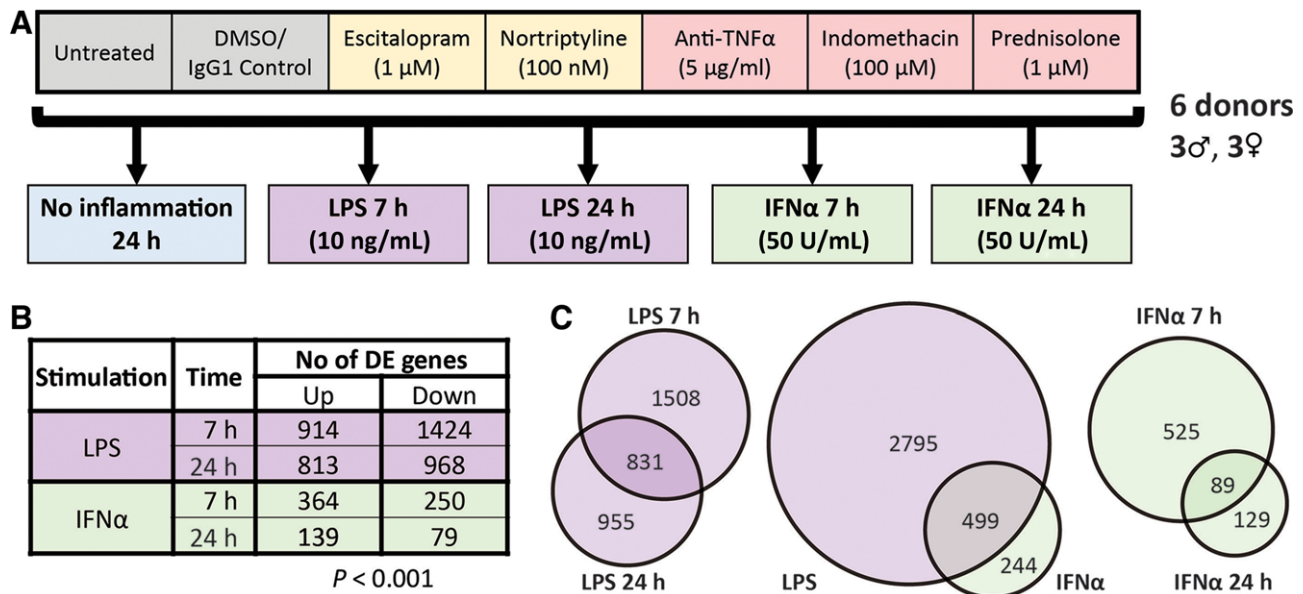 A
Untreated
DMSO/
IgG1 Control
Escitalopram
(1 µM)
Nortriptyline
(100 nM)
Anti-TNFα
(5 µg/ml)
Indomethacin
(100 µM)
Prednisolone
(1 µM)
6 donors
3♂, 3♀
No inflammation
24 h
LPS 7 h
(10 ng/mL)
LPS 24 h
(10 ng/mL)
IFNα 7 h
(50 U/mL)
IFNα 24 h
(50 U/mL)
B
Stimulation Time No of DE genes
Up Down
LPS 7 h 914 1424
24 h 813 968
IFNα 7 h 364 250
24 h 139 79
P < 0.001
C
LPS 7 h
1508
831
955
LPS 24 h
2795
499
244
LPS
IFNα
IFNα 7 h
525
89
129
IFNα 24 h